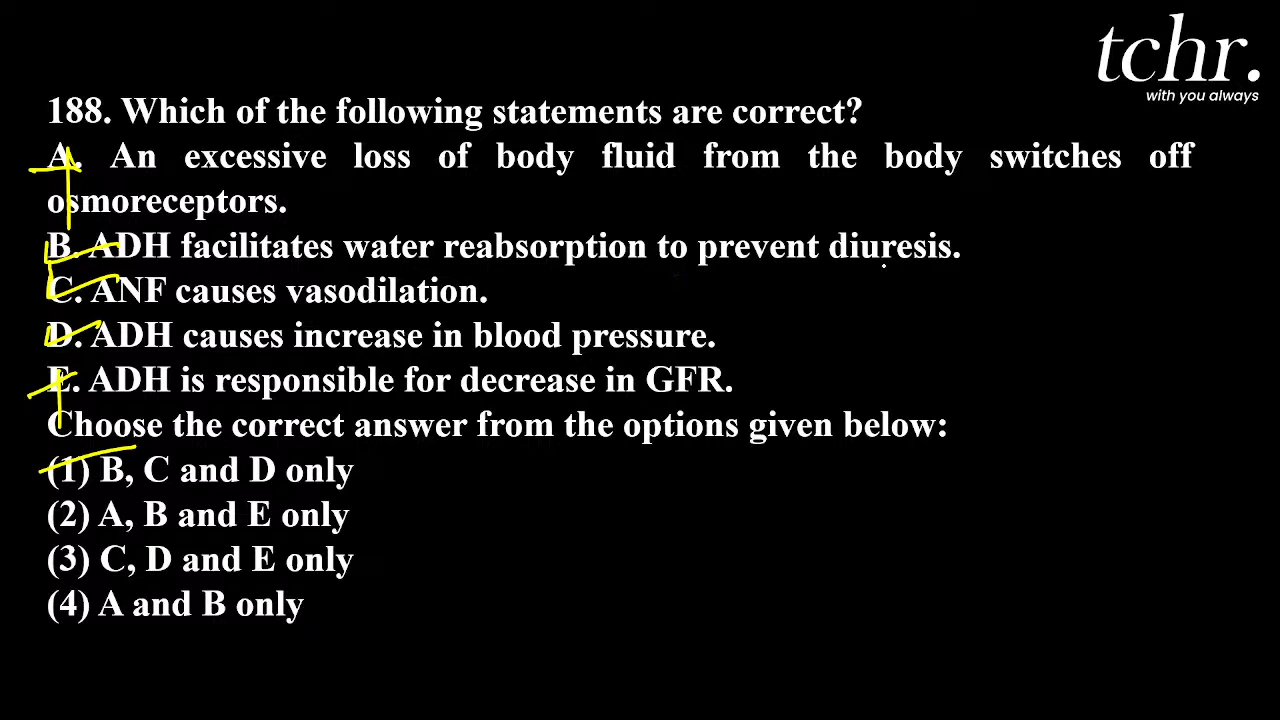 tchr.
with you always
188. Which of the following statements are correct?
A. An excessive loss of body fluid from the body switches off
osmoreceptors.
B. ADH facilitates water reabsorption to prevent diuresis.
C. ANF causes vasodilation.
D. ADH causes increase in blood pressure.
E. ADH is responsible for decrease in GFR.
Choose the correct answer from the options given below:
(1) B, C and D only
(2) A, B and E only
(3) C, D and E only
(4) A and B only